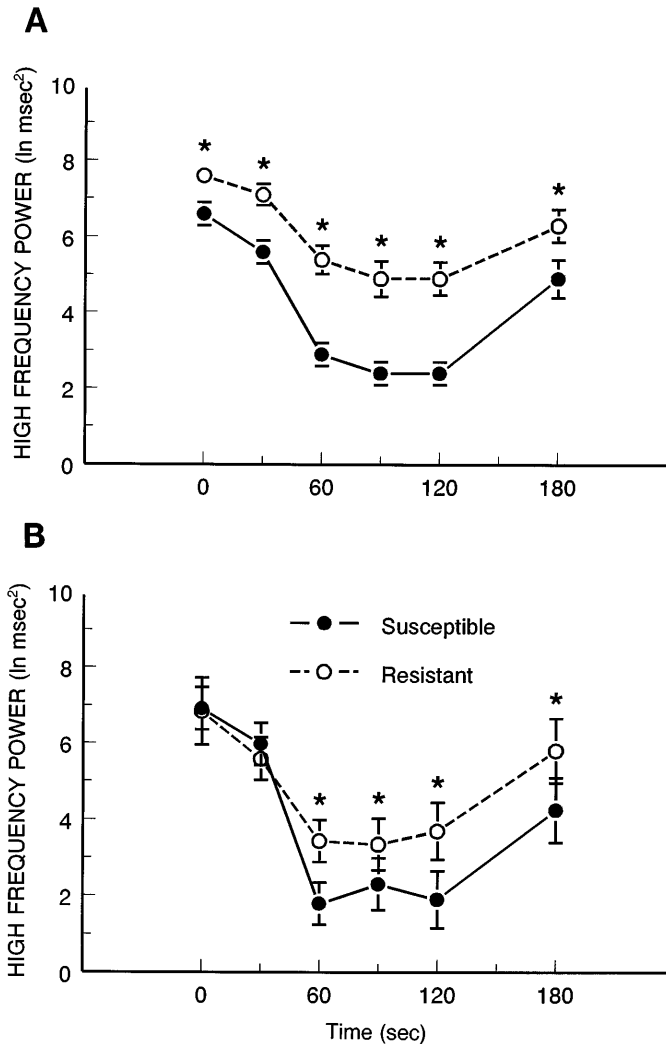 A
HIGH FREQUENCY POWER (ln msec²)
10
8
6
4
2
0
* * * * * *
0 60 120 180
B
HIGH FREQUENCY POWER (ln msec²)
10
8
6
4
2
0
Susceptible
Resistant
* * * *
0 60 120 180
Time (sec)